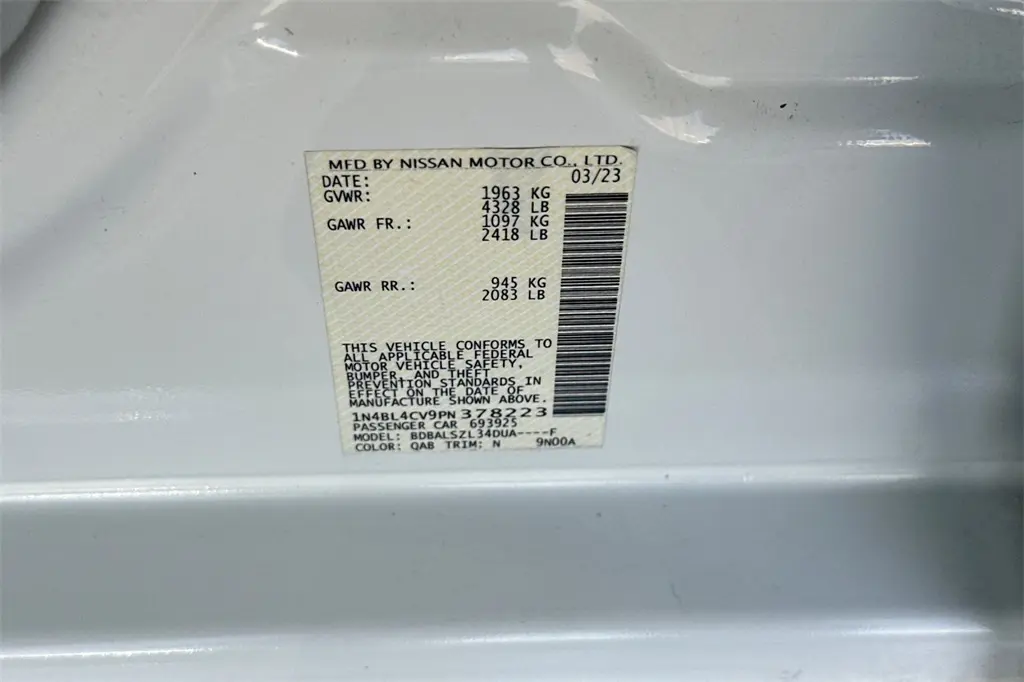 MFD BY NISSAN MOTOR CO., LTD.
DATE: 03/23
GVWR: 1963 KG
4328 LB
GAWR FR.: 1097 KG
2418 LB
GAWR RR.: 945 KG
2083 LB
THIS VEHICLE CONFORMS TO
ALL APPLICABLE FEDERAL
MOTOR VEHICLE SAFETY,
BUMPER, AND THEFT
PREVENTION STANDARDS IN
EFFECT ON THE DATE OF
MANUFACTURE SHOWN ABOVE.
1N4BL4CV9PN378223
PASSENGER CAR 693925
MODEL: BDBALSZL34DUA----F
COLOR: QAB TRIM: N 9N00A